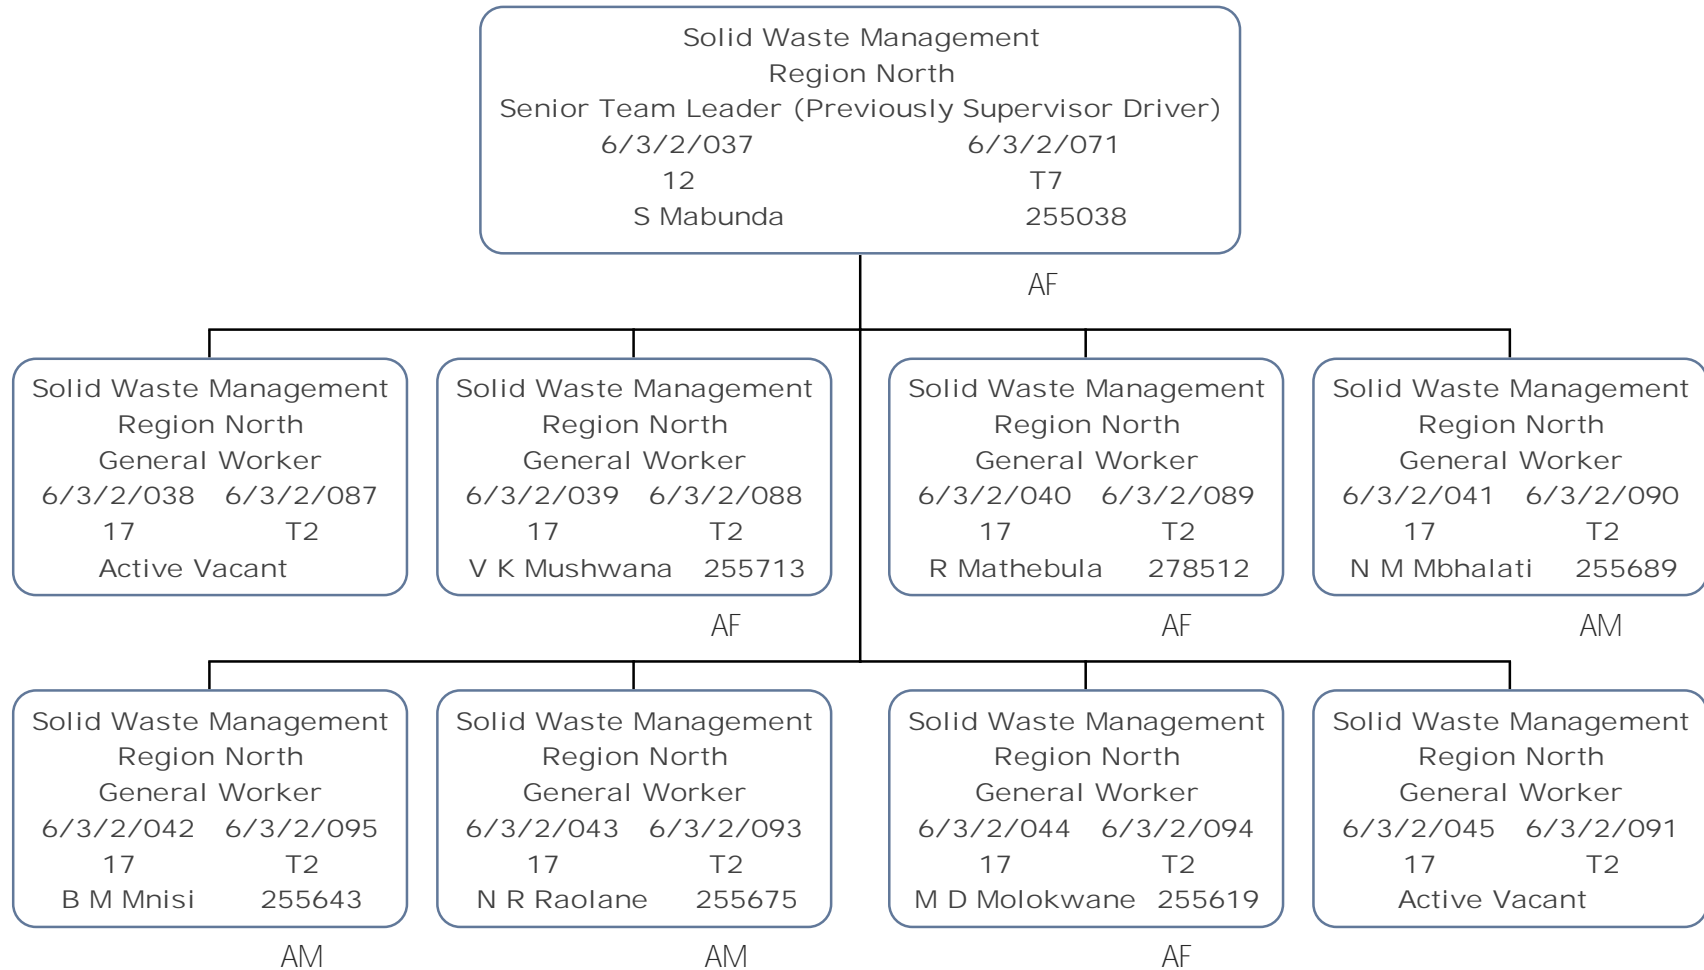 Solid Waste Management
Region North
Senior Team Leader (Previously Supervisor Driver)
6/3/2/037 6/3/2/071
12 T7
S Mabunda 255038
AF
Solid Waste Management
Region North
General Worker
6/3/2/038 6/3/2/087
17 T2
Active Vacant
Solid Waste Management
Region North
General Worker
6/3/2/039 6/3/2/088
17 T2
V K Mushwana 255713
AF
Solid Waste Management
Region North
General Worker
6/3/2/040 6/3/2/089
17 T2
R Mathebula 278512
AF
Solid Waste Management
Region North
General Worker
6/3/2/041 6/3/2/090
17 T2
N M Mbhalati 255689
AM
Solid Waste Management
Region North
General Worker
6/3/2/042 6/3/2/095
17 T2
B M Mnisi 255643
AM
Solid Waste Management
Region North
General Worker
6/3/2/043 6/3/2/093
17 T2
N R Raolane 255675
AM
Solid Waste Management
Region North
General Worker
6/3/2/044 6/3/2/094
17 T2
M D Molokwane 255619
AF
Solid Waste Management
Region North
General Worker
6/3/2/045 6/3/2/091
17 T2
Active Vacant